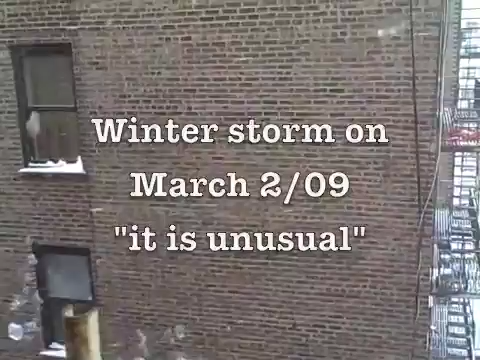 Winter storm on
March 2/09
"it is unusual"